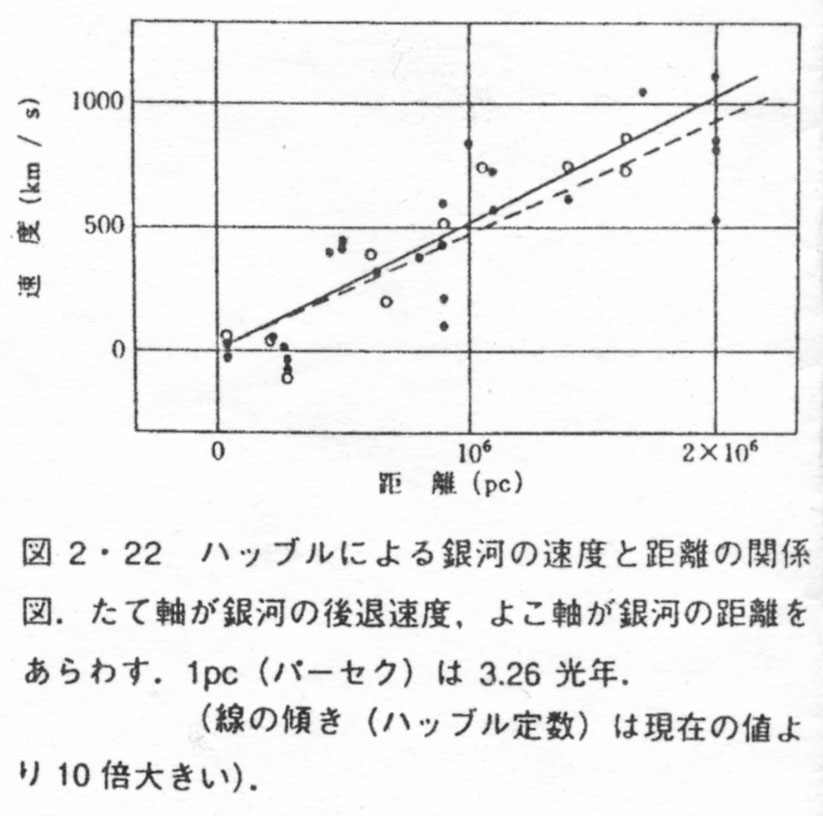 1000
500
0
速 度 (km / s)
0 10⁶ 2×10⁶
距 離 (pc)
図 2・22 ハッブルによる銀河の速度と距離の関係
図．たて軸が銀河の後退速度，よこ軸が銀河の距離を
あらわす．1pc（パーセク）は 3.26 光年．
（線の傾き（ハッブル定数）は現在の値よ
り 10 倍大きい）．